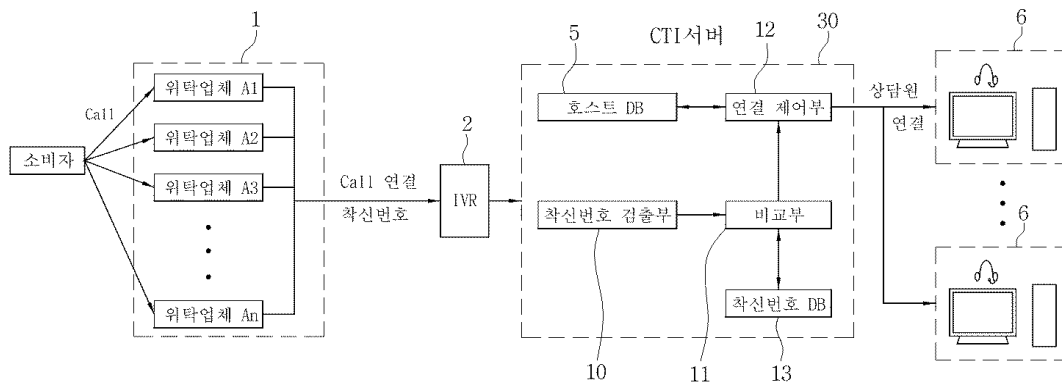 1
위탁업체 A1
Call
위탁업체 A2
소비자
위탁업체 A3
위탁업체 An
Call 연결
착신번호
2
IVR
CTI서버
30
5
호스트 DB
12
연결 제어부
착신번호 검출부
10
비교부
11
착신번호 DB
13
상담원
연결
6
6